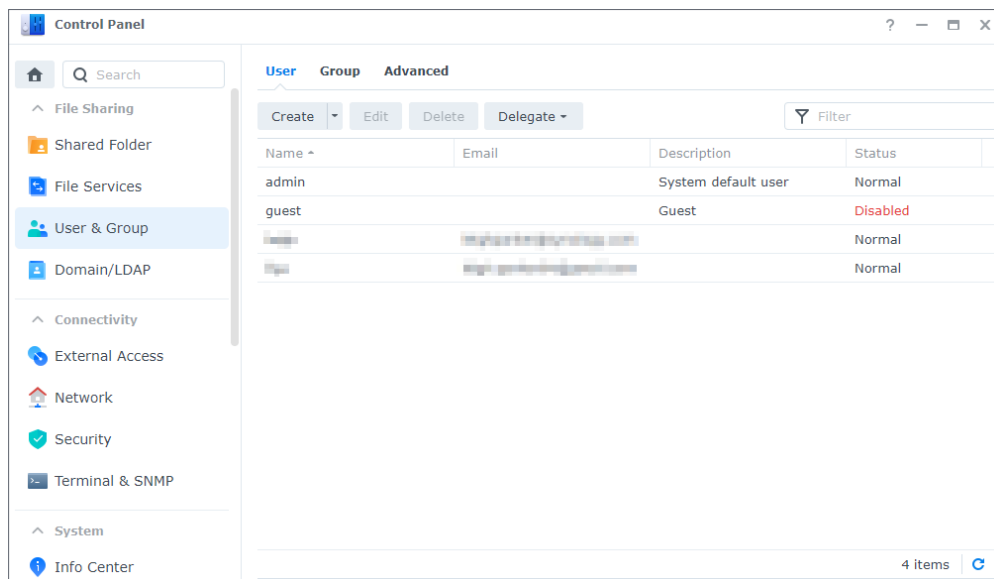 Control Panel
?
Search
User Group Advanced
File Sharing
Create Edit Delete Delegate Filter
Shared Folder
Name Email Description Status
File Services
admin System default user Normal
guest Guest Disabled
User & Group
Normal
Domain/LDAP
Normal
Connectivity
External Access
Network
Security
Terminal & SNMP
System
Info Center
4 items